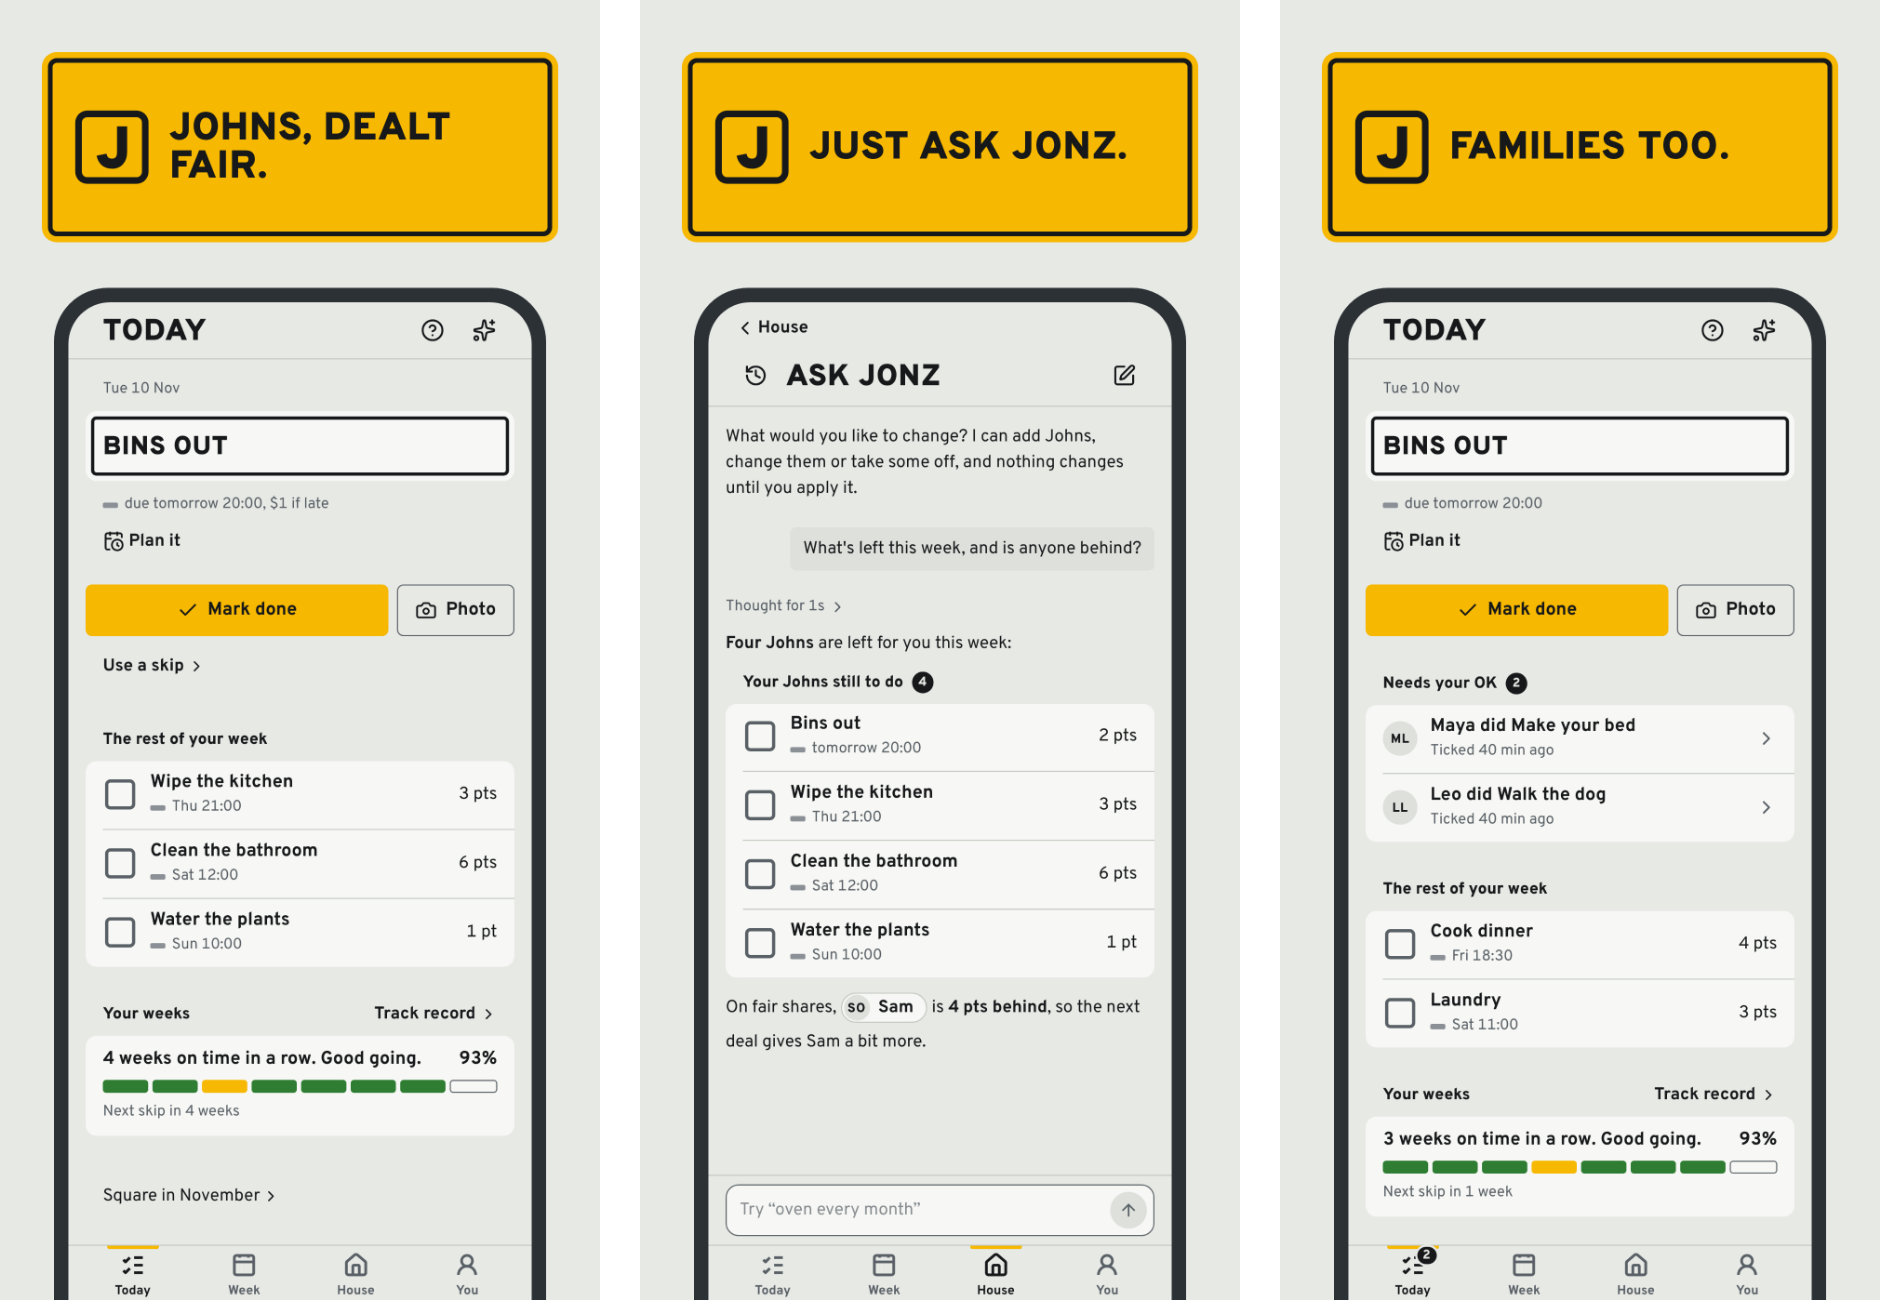 J
JOHNS, DEALT
FAIR.
TODAY
Tue 10 Nov
BINS OUT
due tomorrow 20:00, $1 if late
Plan it
Mark done
Photo
Use a skip
The rest of your week
Wipe the kitchen
Thu 21:00
3 pts
Clean the bathroom
Sat 12:00
6 pts
Water the plants
Sun 10:00
1 pt
Your weeks
Track record
4 weeks on time in a row. Good going.
93%
Next skip in 4 weeks
Square in November
Today
Week
House
You
J
JUST ASK JONZ.
House
ASK JONZ
What would you like to change? I can add Johns,
change them or take some off, and nothing changes
until you apply it.
What's left this week, and is anyone behind?
Thought for 1s
Four Johns are left for you this week:
Your Johns still to do 4
Bins out
tomorrow 20:00
2 pts
Wipe the kitchen
Thu 21:00
3 pts
Clean the bathroom
Sat 12:00
6 pts
Water the plants
Sun 10:00
1 pt
On fair shares, SO Sam is 4 pts behind, so the next
deal gives Sam a bit more.
Try “oven every month”
Today
Week
House
You
J
FAMILIES TOO.
TODAY
Tue 10 Nov
BINS OUT
due tomorrow 20:00
Plan it
Mark done
Photo
Needs your OK 2
ML
Maya did Make your bed
Ticked 40 min ago
LL
Leo did Walk the dog
Ticked 40 min ago
The rest of your week
Cook dinner
Fri 18:30
4 pts
Laundry
Sat 11:00
3 pts
Your weeks
Track record
3 weeks on time in a row. Good going.
93%
Next skip in 1 week
2
Today
Week
House
You